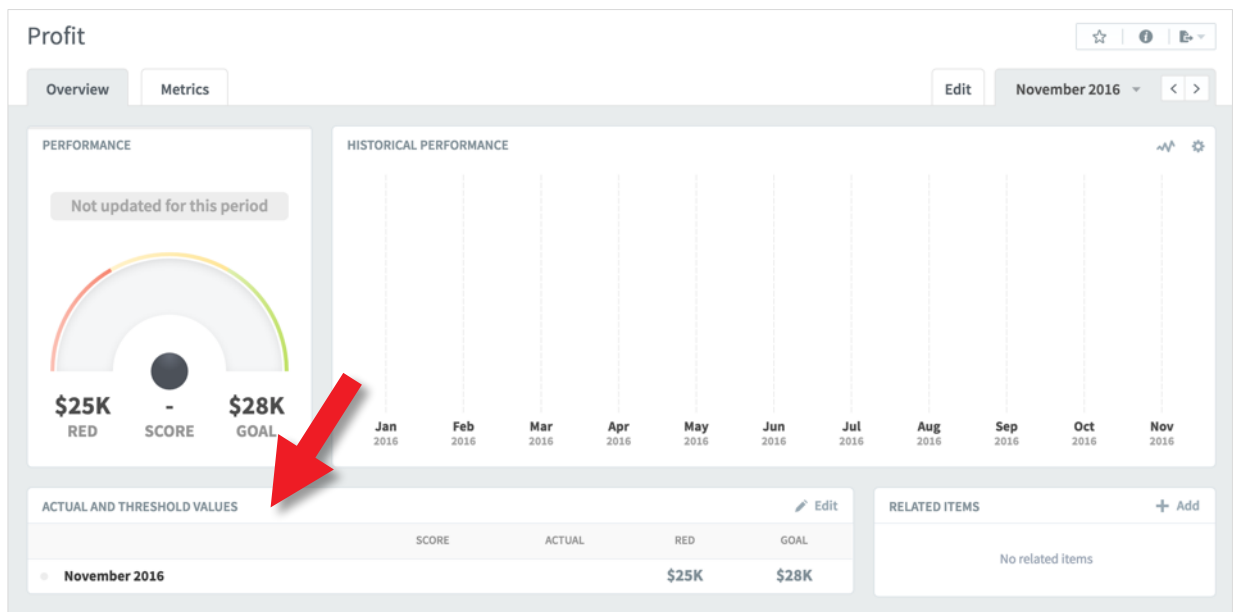 Profit
Overview
Metrics
Edit
November 2016
PERFORMANCE
Not updated for this period
$25K - $28K
RED SCORE GOAL
HISTORICAL PERFORMANCE
Jan Feb Mar Apr May Jun Jul Aug Sep Oct Nov
2016 2016 2016 2016 2016 2016 2016 2016 2016 2016 2016
ACTUAL AND THRESHOLD VALUES
Edit
SCORE ACTUAL RED GOAL
November 2016 $25K $28K
RELATED ITEMS
+ Add
No related items